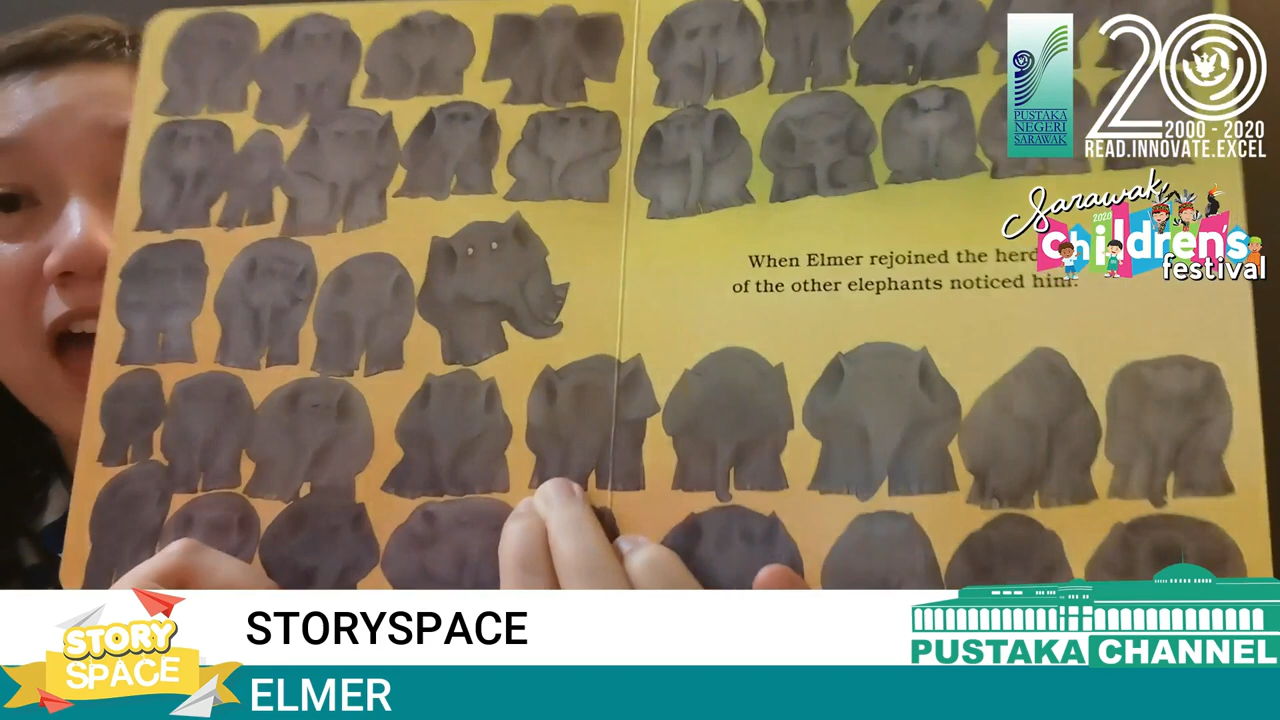 PUSTAKA
NEGERI
SARAWAK
20
2000 - 2020
READ.INNOVATE.EXCEL
Sarawak
2020
children's
festival
When Elmer rejoined the herd
of the other elephants noticed him.
STORY
SPACE
STORYSPACE
ELMER
PUSTAKA CHANNEL